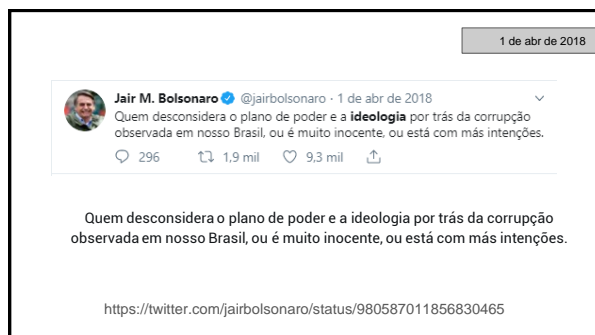 1 de abr de 2018
Jair M. Bolsonaro @jairbolsonaro · 1 de abr de 2018
Quem desconsidera o plano de poder e a ideologia por trás da corrupção
observada em nosso Brasil, ou é muito inocente, ou está com más intenções.
296 1,9 mil 9,3 mil
Quem desconsidera o plano de poder e a ideologia por trás da corrupção
observada em nosso Brasil, ou é muito inocente, ou está com más intenções.
https://twitter.com/jairbolsonaro/status/980587011856830465